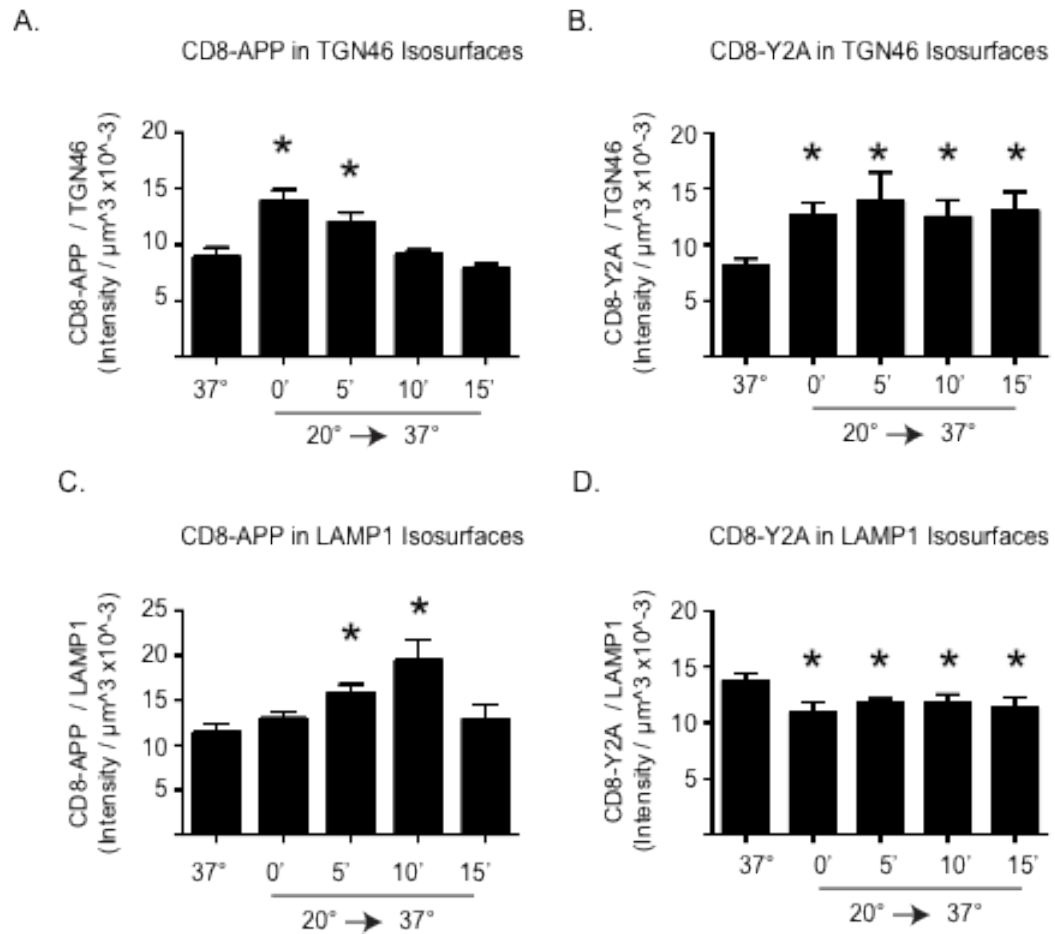 A.
CD8-APP in TGN46 Isosurfaces
CD8-APP / TGN46
(Intensity / µm^3 x10^-3)
20
15
10
5
*
*
37° 0' 5' 10' 15'
20° → 37°
B.
CD8-Y2A in TGN46 Isosurfaces
CD8-Y2A / TGN46
(Intensity / µm^3 x10^-3)
20
15
10
5
* * * *
37° 0' 5' 10' 15'
20° → 37°
C.
CD8-APP in LAMP1 Isosurfaces
CD8-APP / LAMP1
(Intensity / µm^3 x10^-3)
25
20
15
10
5
*
*
37° 0' 5' 10' 15'
20° → 37°
D.
CD8-Y2A in LAMP1 Isosurfaces
CD8-Y2A / LAMP1
(Intensity / µm^3 x10^-3)
20
15
10
5
* * * *
37° 0' 5' 10' 15'
20° → 37°